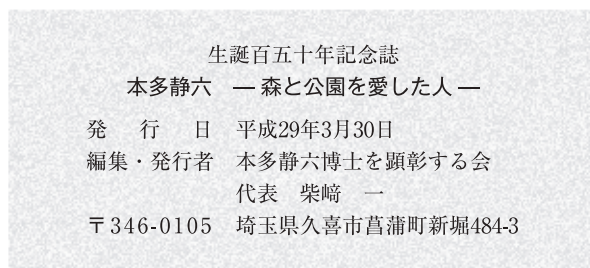 生誕百五十年記念誌
本多静六　― 森と公園を愛した人 ―
発　行　日　平成29年3月30日
編集・発行者　本多静六博士を顕彰する会
代表　柴﨑　一
〒346-0105　埼玉県久喜市菖蒲町新堀484-3